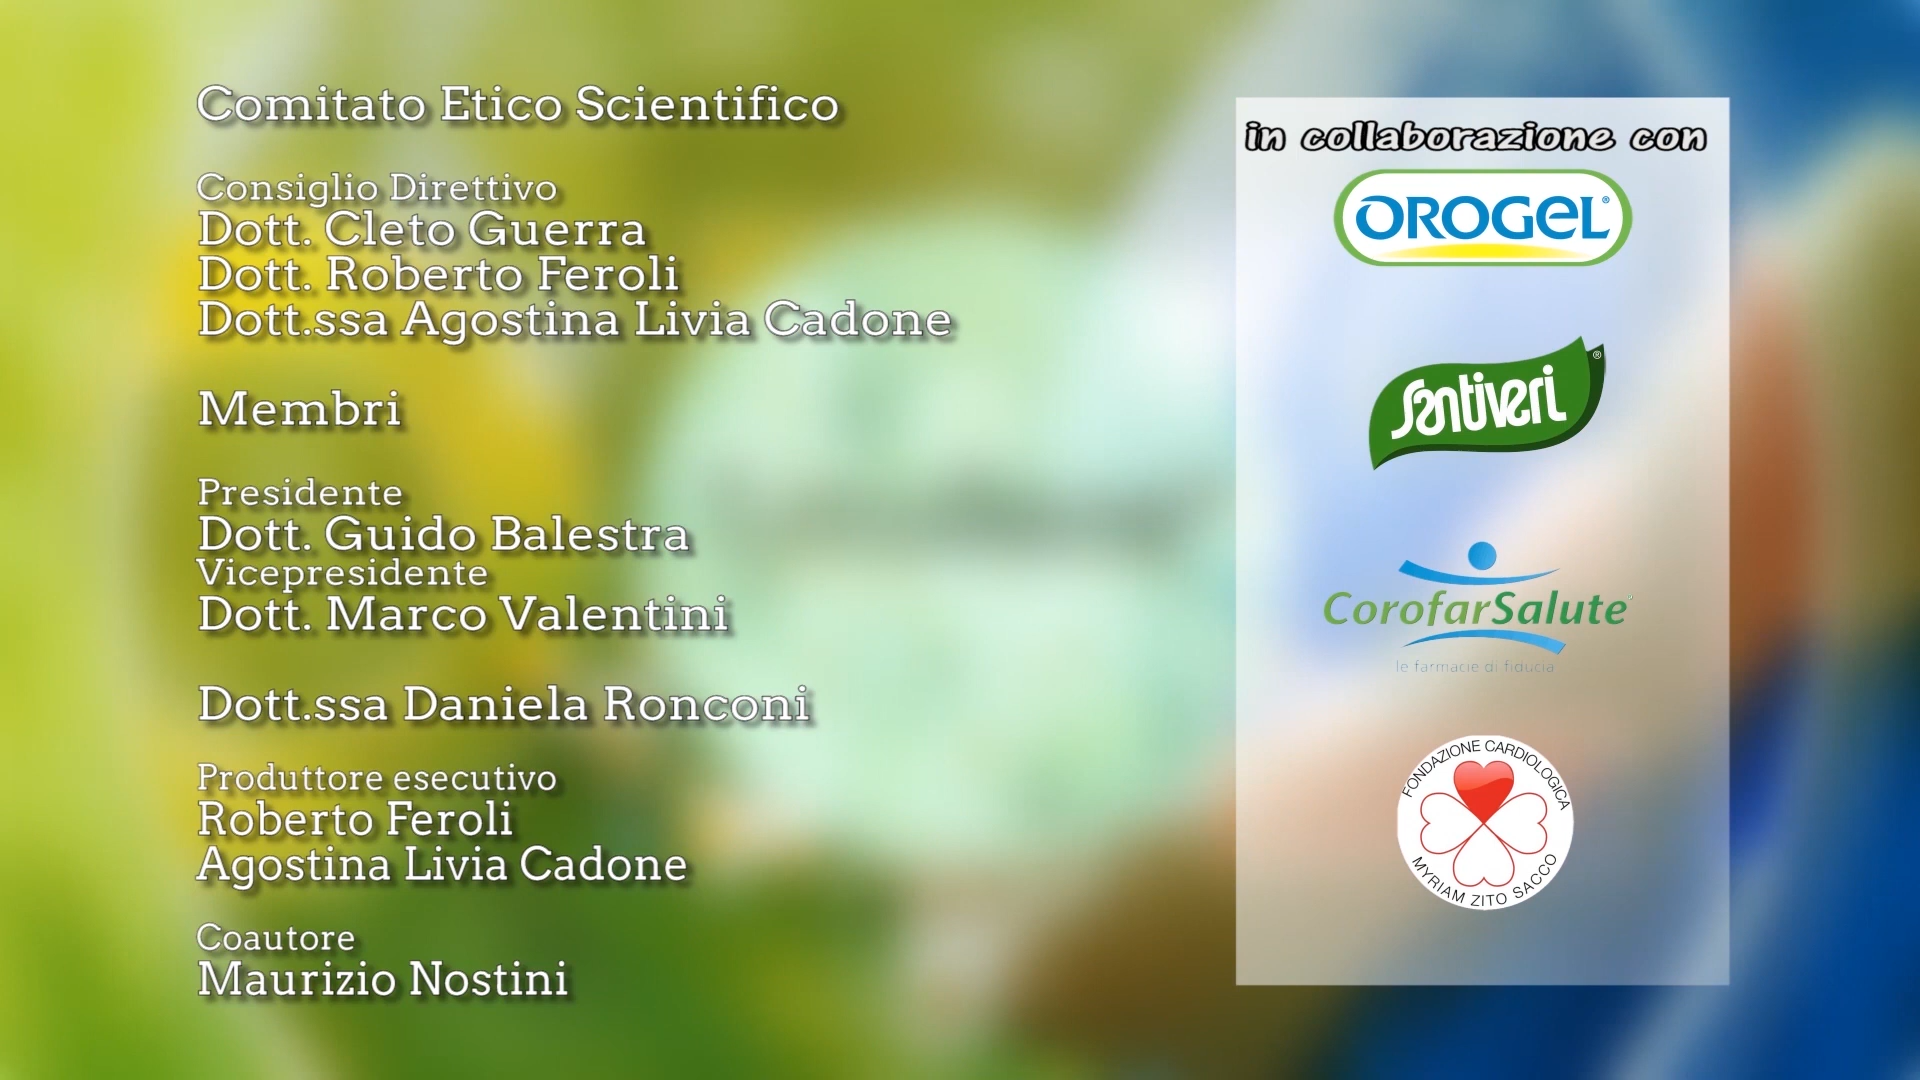 Comitato Etico Scientifico
Consiglio Direttivo
Dott. Cleto Guerra
Dott. Roberto Feroli
Dott.ssa Agostina Livia Cadone
Membri
Presidente
Dott. Guido Balestra
Vicepresidente
Dott. Marco Valentini
Dott.ssa Daniela Ronconi
Produttore esecutivo
Roberto Feroli
Agostina Livia Cadone
Coautore
Maurizio Nostini
in collaborazione con
OROGEL®
Santiveri®
CorofarSalute
le farmacie di fiducia
FONDAZIONE CARDIOLOGICA
MYRIAM ZITO SACCO